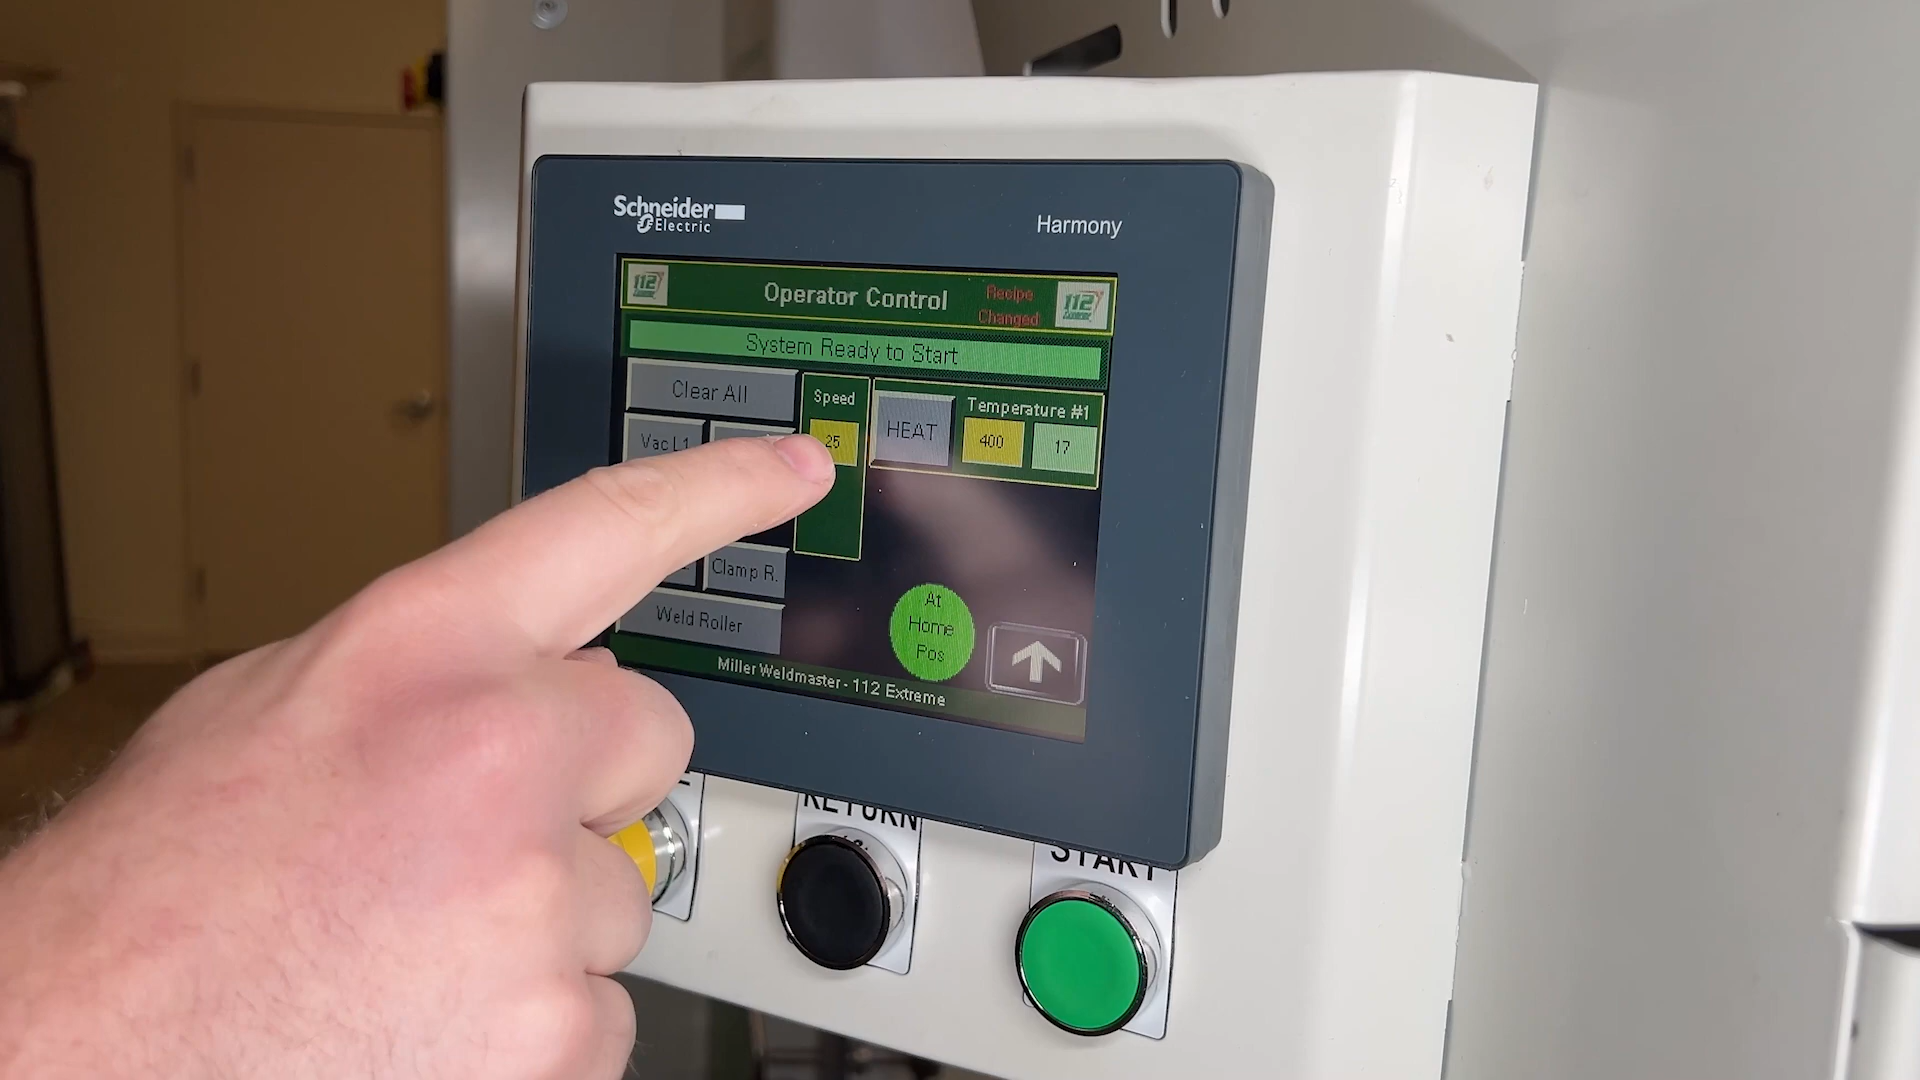 Schneider
Electric
Harmony
112
Operator Control
Recipe
Changed
112
System Ready to Start
Clear All
Speed
25
HEAT
Temperature #1
400
17
Vac L1
Clamp R.
Weld Roller
At
Home
Pos
Miller Weldmaster - 112 Extreme
RETURN
START